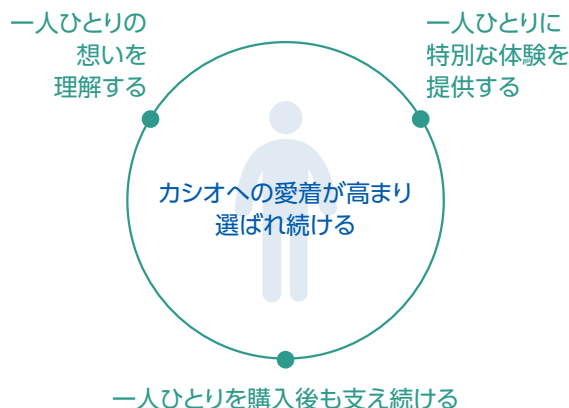 一人ひとりの
想いを
理解する
一人ひとりに
特別な体験を
提供する
カシオへの愛着が高まり
選ばれ続ける
一人ひとりを購入後も支え続ける